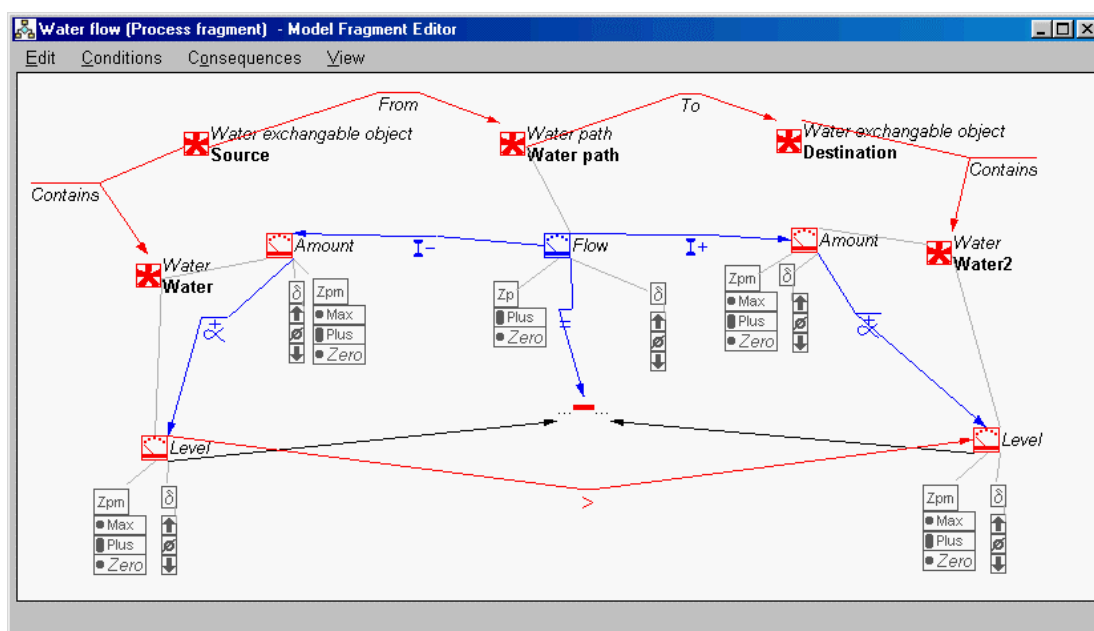 Water flow (Process fragment) - Model Fragment Editor
Edit Conditions Consequences View
From
To
Water exchangable object
Source
Water path
Water path
Water exchangable object
Destination
Contains
Contains
Amount
I-
Flow
I+
Amount
Water
Water
Water
Water2
δ
Zpm
Max
Plus
Zero
Zp
Plus
Zero
δ
Zpm
Max
Plus
Zero
δ
∝+
=
∝+
Level
Level
>
Zpm
Max
Plus
Zero
δ
Zpm
Max
Plus
Zero
δ